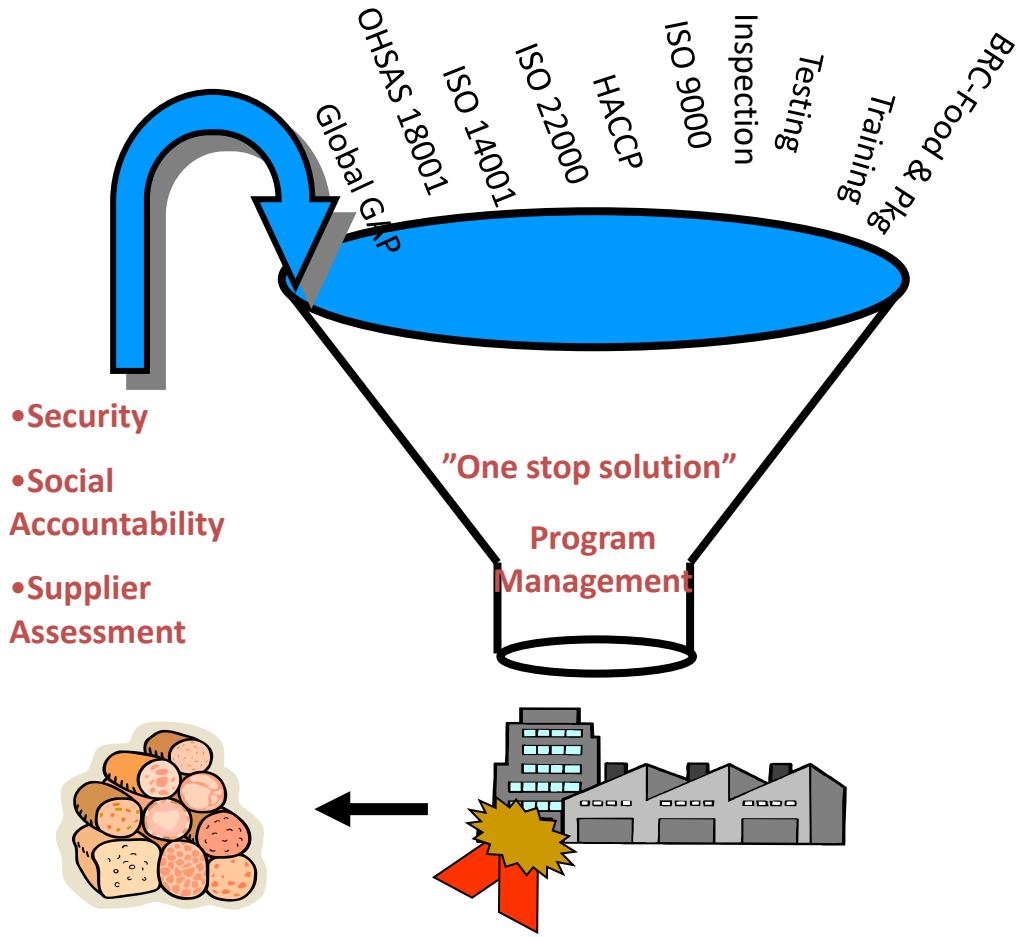 Global GAP
OHSAS 18001
ISO 14001
ISO 22000
HACCP
ISO 9000
Inspection
Testing
Training
BRC-Food & Pkg
•Security
•Social
Accountability
•Supplier
Assessment
”One stop solution”
Program
Management